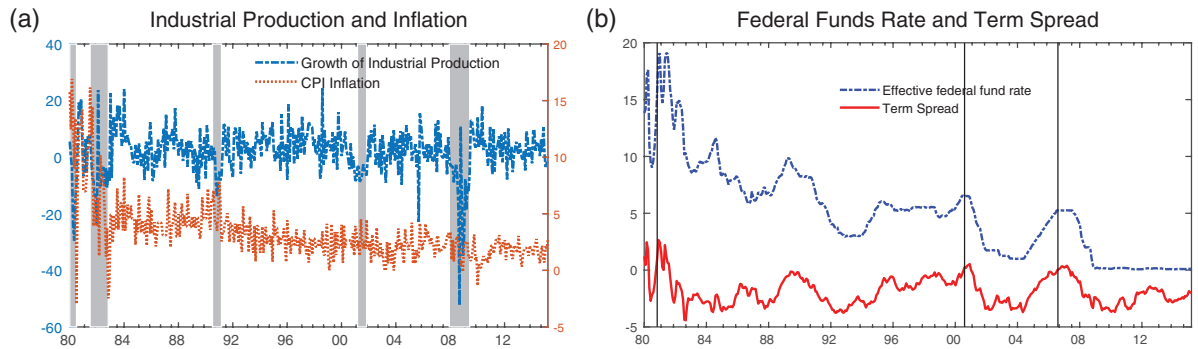 (a)
Industrial Production and Inflation
40
20
0
-20
-40
-60
20
15
10
5
0
-5
Growth of Industrial Production
CPI Inflation
80 84 88 92 96 00 04 08 12
(b)
Federal Funds Rate and Term Spread
20
15
10
5
0
-5
Effective federal fund rate
Term Spread
80 84 88 92 96 00 04 08 12